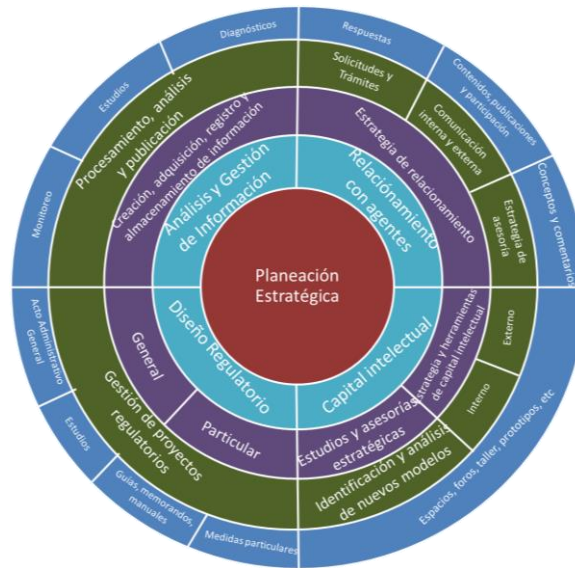 Planeación
Estratégica
Análisis y Gestión
de Información
Relaciónamiento
con agentes
Capital intelectual
Diseño Regulatorio
Creación, adquisición, registro y
almacenamiento de información
Estrategia de relacionamiento
Estrategia y herramientas
de capital intelectual
Estudios y asesorías
estratégicas
Particular
General
Procesamiento, análisis
y publicación
Solicitudes y
Trámites
Comunicación
interna y externa
Estrategia de
asesoría
Externo
Interno
Identificación y análisis
de nuevos modelos
Gestión de proyectos
regulatorios
Monitoreo
Estudios
Diagnósticos
Respuestas
Contenidos, publicaciones
y participación
Conceptos y comentarios
Espacios, foros, taller, prototipos, etc
Medidas particulares
Guías, memorandos,
manuales
Estudios
Acto Administrativo
General